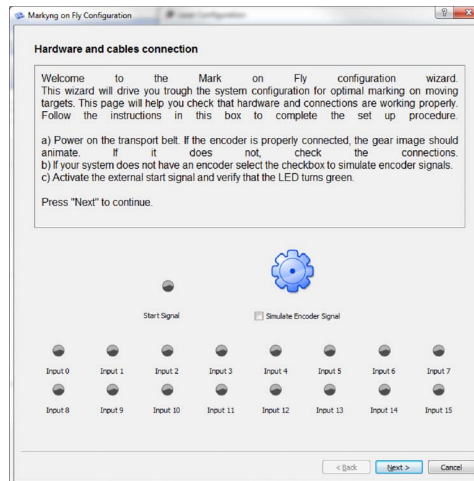 Markyng on Fly Configuration
Hardware and cables connection
Welcome to the Mark on Fly configuration wizard.
This wizard will drive you trough the system configuration for optimal marking on moving
targets. This page will help you check that hardware and connections are working properly.
Follow the instructions in this box to complete the set up procedure.
a) Power on the transport belt. If the encoder is properly connected, the gear image should
animate. If it does not, check the connections.
b) If your system does not have an encoder select the checkbox to simulate encoder signals.
c) Activate the external start signal and verify that the LED turns green.
Press "Next" to continue.
Start Signal
Simulate Encoder Signal
Input 0 Input 1 Input 2 Input 3 Input 4 Input 5 Input 6 Input 7
Input 8 Input 9 Input 10 Input 11 Input 12 Input 13 Input 14 Input 15
< Back Next > Cancel